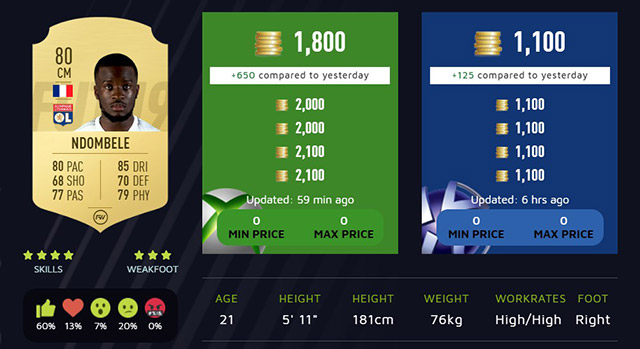 80
CM
NDOMBELE
80 PAC 85 DRI
68 SHO 70 DEF
77 PAS 79 PHY
SKILLS WEAKFOOT
60% 13% 7% 20% 0%
1,800
+650 compared to yesterday
2,000
2,000
2,100
2,100
Updated: 59 min ago
0 0
MIN PRICE MAX PRICE
1,100
+125 compared to yesterday
1,100
1,100
1,100
1,100
Updated: 6 hrs ago
0 0
MIN PRICE MAX PRICE
AGE HEIGHT HEIGHT WEIGHT WORKRATES FOOT
21 5' 11" 181cm 76kg High/High Right